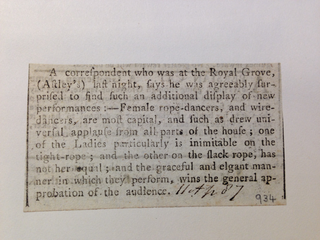 A correſpondent who was at the Royal Grove,
(Aſtley's) laſt night, ſays he was agreeably ſur-
priſed to find ſuch an additional diſplay of new
performances :—Female rope-dancers, and wire-
dancers, are moſt capital, and ſuch as drew uni-
verſal applauſe from all parts of the houſe; one
of the Ladies particularly is inimitable on the
tight-rope; and the other on the ſlack rope, has
not her equal; and the graceful and elgant man-
ner in which they perform, wins the general ap-
probation of the audience. 11 Ap 87
934